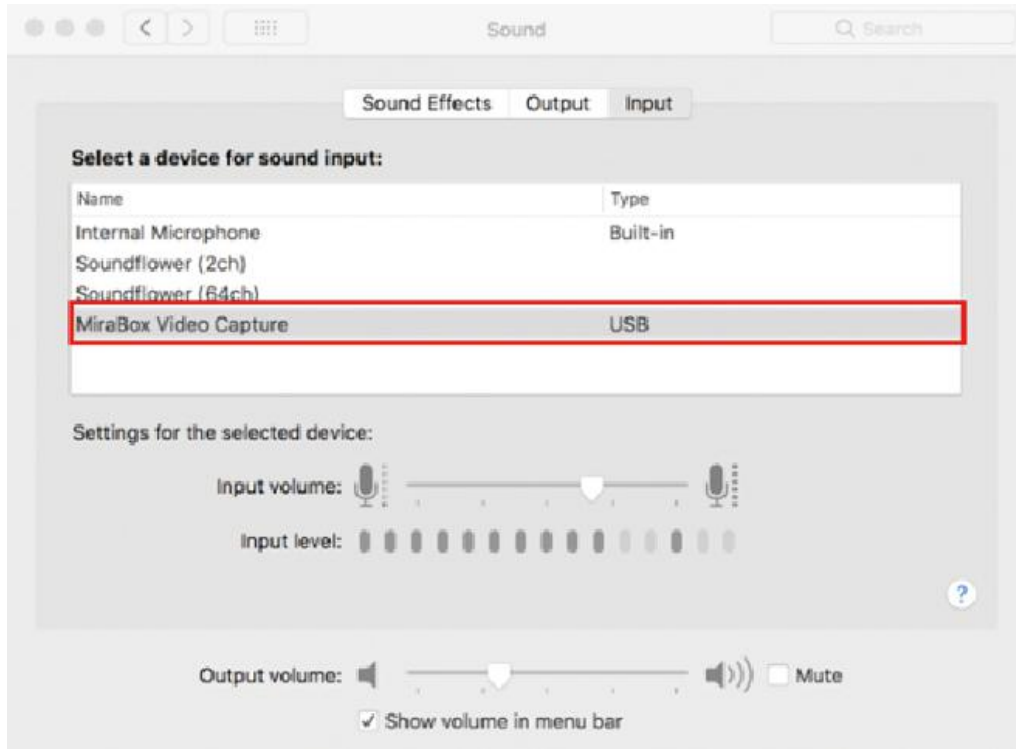 Sound
Search
Sound Effects Output Input
Select a device for sound input:
Name Type
Internal Microphone Built-in
Soundflower (2ch)
Soundflower (64ch)
MiraBox Video Capture USB
Settings for the selected device:
Input volume:
Input level:
?
Output volume: Mute
Show volume in menu bar